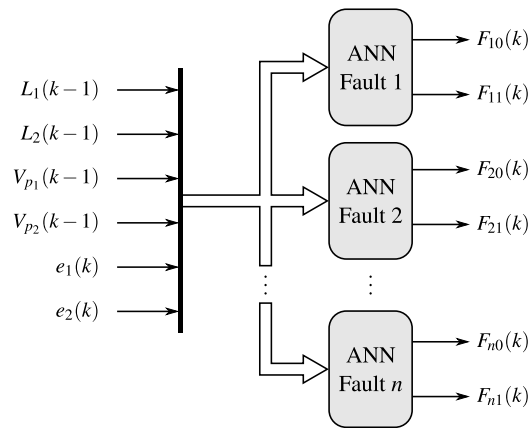 L₁(k−1)
L₂(k−1)
Vₚ₁(k−1)
Vₚ₂(k−1)
e₁(k)
e₂(k)
ANN
Fault 1
F₁₀(k)
F₁₁(k)
ANN
Fault 2
F₂₀(k)
F₂₁(k)
⋮ ⋮
ANN
Fault n
Fₙ₀(k)
Fₙ₁(k)